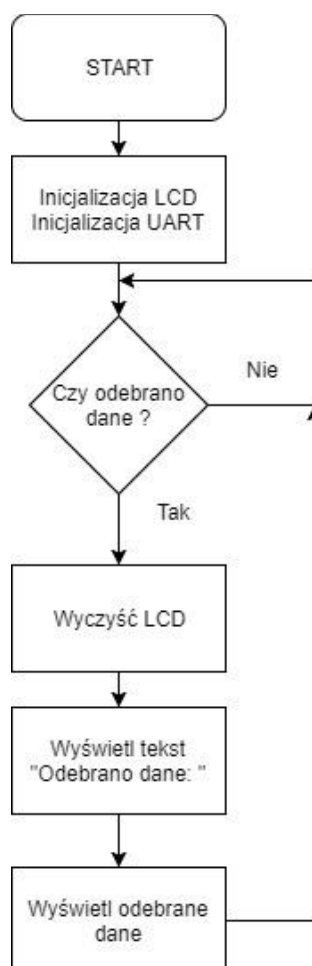 START
Inicjalizacja LCD
Inicjalizacja UART
Czy odebrano
dane ?
Nie
Tak
Wyczyść LCD
Wyświetl tekst
"Odebrano dane: "
Wyświetl odebrane
dane